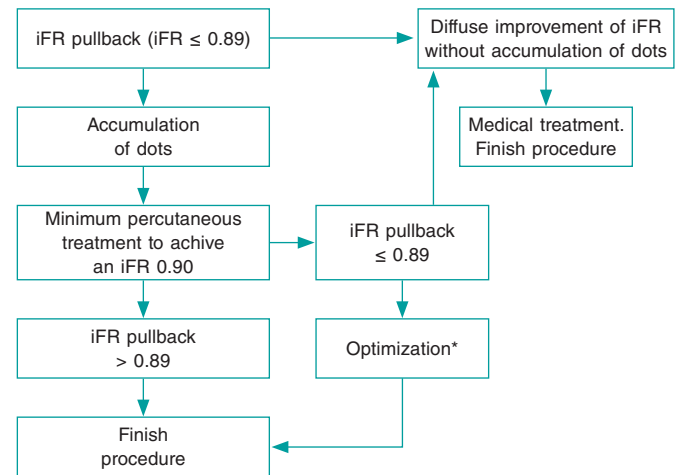 iFR pullback (iFR ≤ 0.89)
Diffuse improvement of iFR
without accumulation of dots
Accumulation
of dots
Medical treatment.
Finish procedure
Minimum percutaneous
treatment to achive
an iFR 0.90
iFR pullback
≤ 0.89
iFR pullback
> 0.89
Optimization*
Finish
procedure